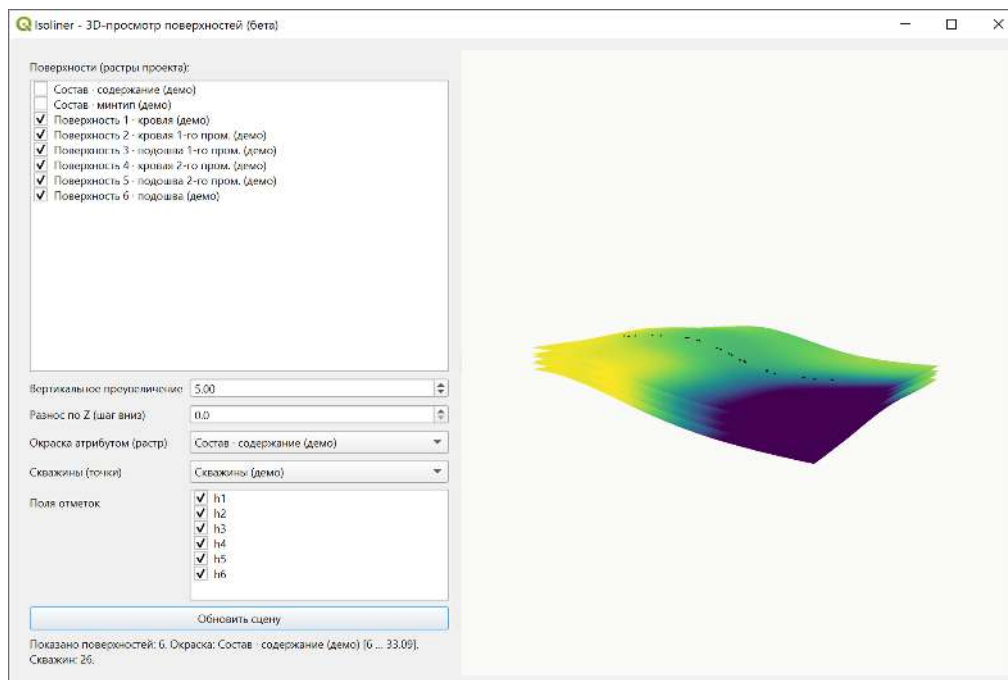 Isoliner - 3D-просмотр поверхностей (бета)
Поверхности (растры проекта):
Состав · содержание (демо)
Состав · минтип (демо)
Поверхность 1 · кровля (демо)
Поверхность 2 · кровля 1-го пром. (демо)
Поверхность 3 · подошва 1-го пром. (демо)
Поверхность 4 · кровля 2-го пром. (демо)
Поверхность 5 · подошва 2-го пром. (демо)
Поверхность 6 · подошва (демо)
Вертикальное преувеличение 5.00
Разнос по Z (шаг вниз) 0.0
Окраска атрибутом (растр) Состав · содержание (демо)
Скважины (точки) Скважины (демо)
Поля отметок
h1
h2
h3
h4
h5
h6
Обновить сцену
Показано поверхностей: 6. Окраска: Состав · содержание (демо) [6 ... 33.09].
Скважин: 26.